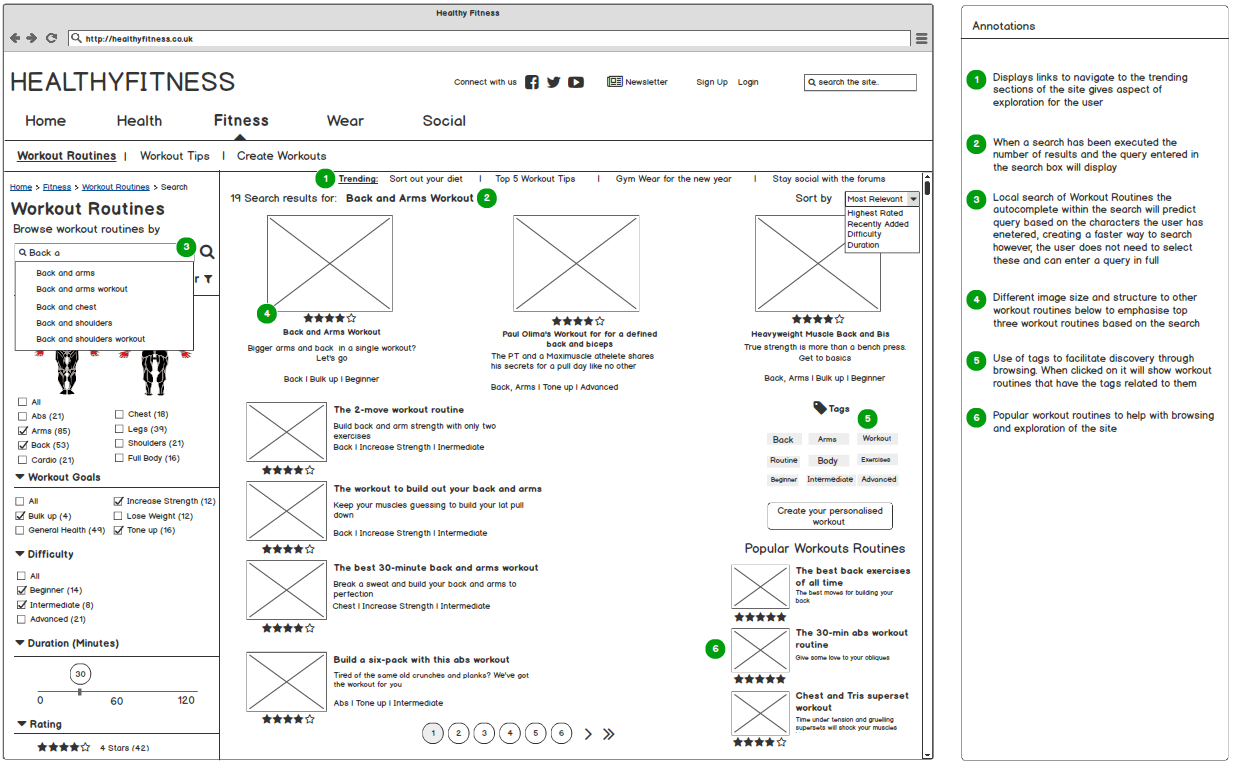 Healthy Fitness
http://healthyfitness.co.uk
HEALTHYFITNESS
Connect with us
Newsletter
Sign Up Login
search the site..
Home Health Fitness Wear Social
Workout Routines | Workout Tips | Create Workouts
1 Trending: Sort out your diet | Top 5 Workout Tips | Gym Wear for the new year | Stay social with the forums
Home > Fitness > Workout Routines > Search
Workout Routines
Browse workout routines by
3
Back a
Back and arms
Back and arms workout
Back and chest
Back and shoulders
Back and shoulders workout
r
All
Abs (21)
Arms (85)
Back (53)
Cardio (21)
Chest (18)
Legs (39)
Shoulders (21)
Full Body (16)
Workout Goals
All
Bulk up (4)
General Health (49)
Increase Strength (12)
Lose Weight (12)
Tone up (16)
Difficulty
All
Beginner (14)
Intermediate (8)
Advanced (21)
Duration (Minutes)
30
0 60 120
Rating
4 Stars (42)
19 Search results for: Back and Arms Workout 2
Sort by
Most Relevant
Highest Rated
Recently Added
Difficulty
Duration
4
Back and Arms Workout
Bigger arms and back in a single workout?
Let's go
Back | Bulk up | Beginner
Paul Olima's Workout for for a defined
back and biceps
The PT and a Maximuscle athelete shares
his secrets for a pull day like no other
Back, Arms | Tone up | Advanced
Heavyweight Muscle Back and Bis
True strength is more than a bench press.
Get to basics
Back, Arms | Bulk up | Beginner
The 2-move workout routine
Build back and arm strength with only two
exercises
Back | Increase Strength | Inermediate
The workout to build out your back and arms
Keep your muscles guessing to build your lat pull
down
Back | Increase Strength | Intermediate
The best 30-minute back and arms workout
Break a sweat and build your back and arms to
perfection
Chest | Increase Strength | Intermediate
Build a six-pack with this abs workout
Tired of the same old crunches and planks? We've got
the workout for you
Abs | Tone up | Intermediate
1 2 3 4 5 6
Tags
5
Back Arms Workout
Routine Body Exercises
Beginner Intermediate Advanced
Create your personalised
workout
Popular Workouts Routines
The best back exercises
of all time
The best moves for building your
back
6
The 30-min abs workout
routine
Give some love to your obliques
Chest and Tris superset
workout
Time under tension and gruelling
supersets will shock your muscles
Annotations
1 Displays links to navigate to the trending
sections of the site gives aspect of
exploration for the user
2 When a search has been executed the
number of results and the query entered in
the search box will display
3 Local search of Workout Routines the
autocomplete within the search will predict
query based on the characters the user has
enetered, creating a faster way to search
however, the user does not need to select
these and can enter a query in full
4 Different image size and structure to other
workout routines below to emphasise top
three workout routines based on the search
5 Use of tags to facilitate discovery through
browsing. When clicked on it will show workout
routines that have the tags related to them
6 Popular workout routines to help with browsing
and exploration of the site